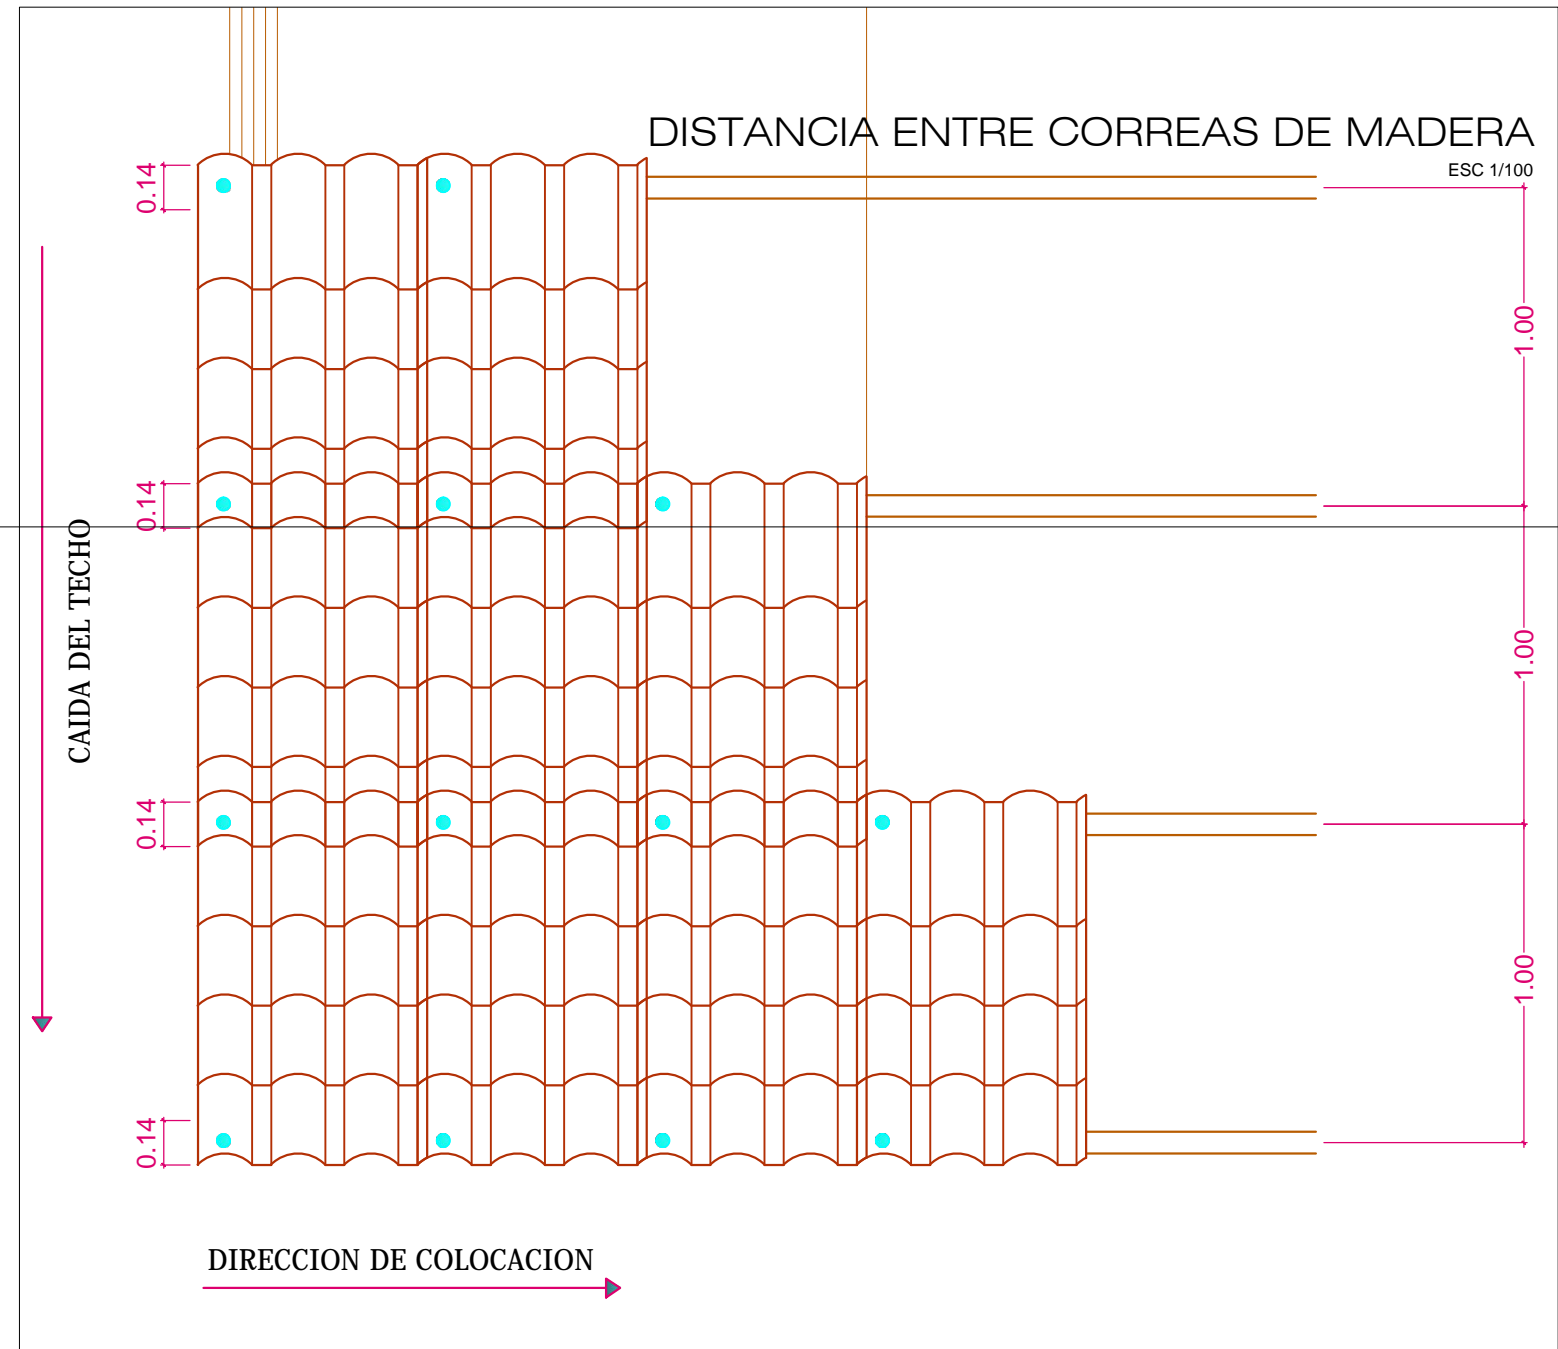 DISTANCIA ENTRE CORREAS DE MADERA
ESC 1/100
0.14
1.00
0.14
CAIDA DEL TECHO
1.00
0.14
1.00
0.14
DIRECCION DE COLOCACION